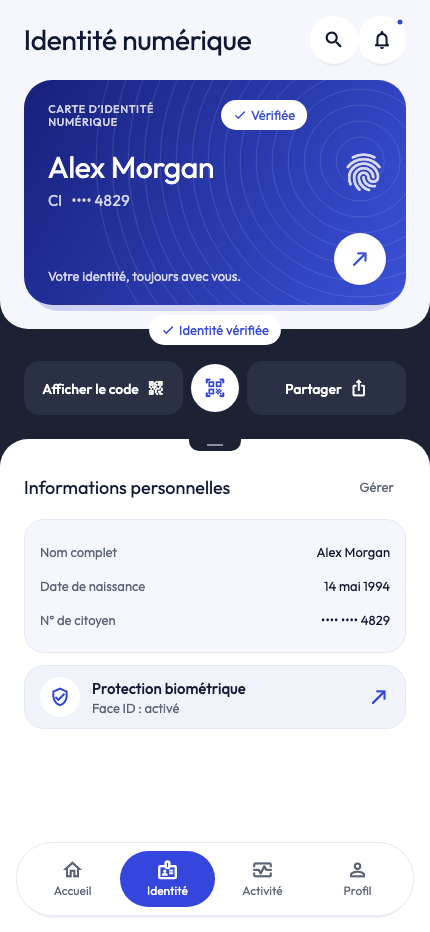 Identité numérique
CARTE D'IDENTITÉ
NUMÉRIQUE
Vérifiée
Alex Morgan
CI •••• 4829
Votre identité, toujours avec vous.
Identité vérifiée
Afficher le code
Partager
Informations personnelles
Gérer
Nom complet
Alex Morgan
Date de naissance
14 mai 1994
N° de citoyen
•••• •••• 4829
Protection biométrique
Face ID : activé
Accueil
Identité
Activité
Profil